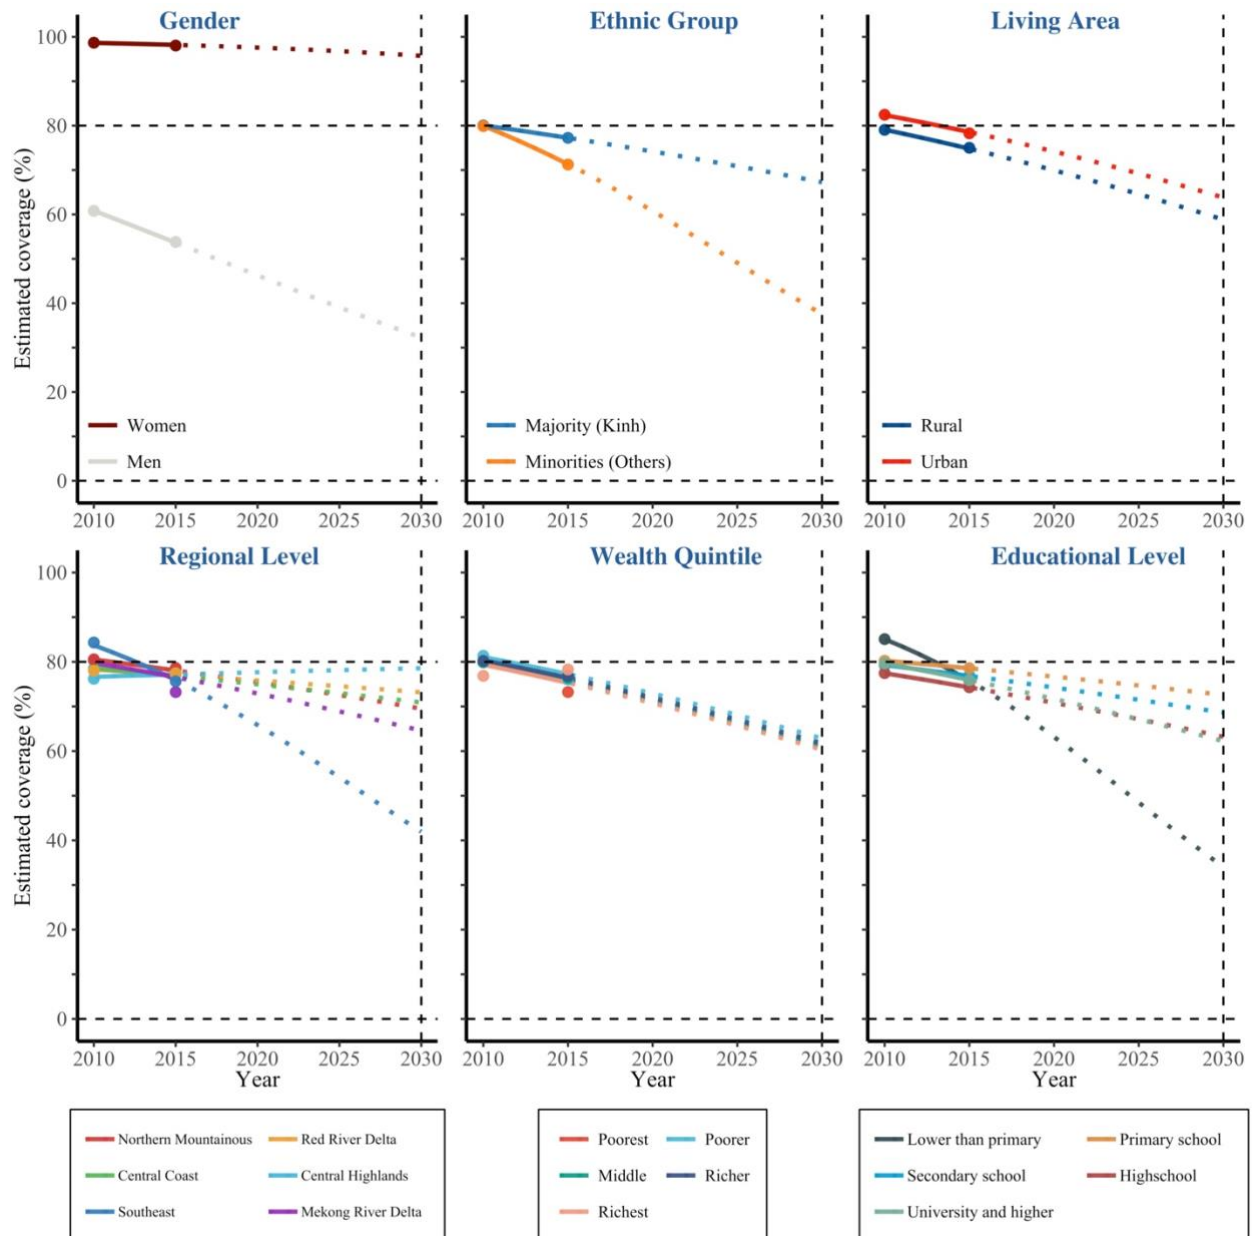 Gender
Ethnic Group
Living Area
Estimated coverage (%)
100
80
60
40
20
0
Women
Men
Majority (Kinh)
Minorities (Others)
Rural
Urban
2010 2015 2020 2025 2030
2010 2015 2020 2025 2030
2010 2015 2020 2025 2030
Regional Level
Wealth Quintile
Educational Level
Estimated coverage (%)
100
80
60
40
20
0
2010 2015 2020 2025 2030
2010 2015 2020 2025 2030
2010 2015 2020 2025 2030
Year
Year
Year
Northern Mountainous Red River Delta
Central Coast Central Highlands
Southeast Mekong River Delta
Poorest Poorer
Middle Richer
Richest
Lower than primary Primary school
Secondary school Highschool
University and higher